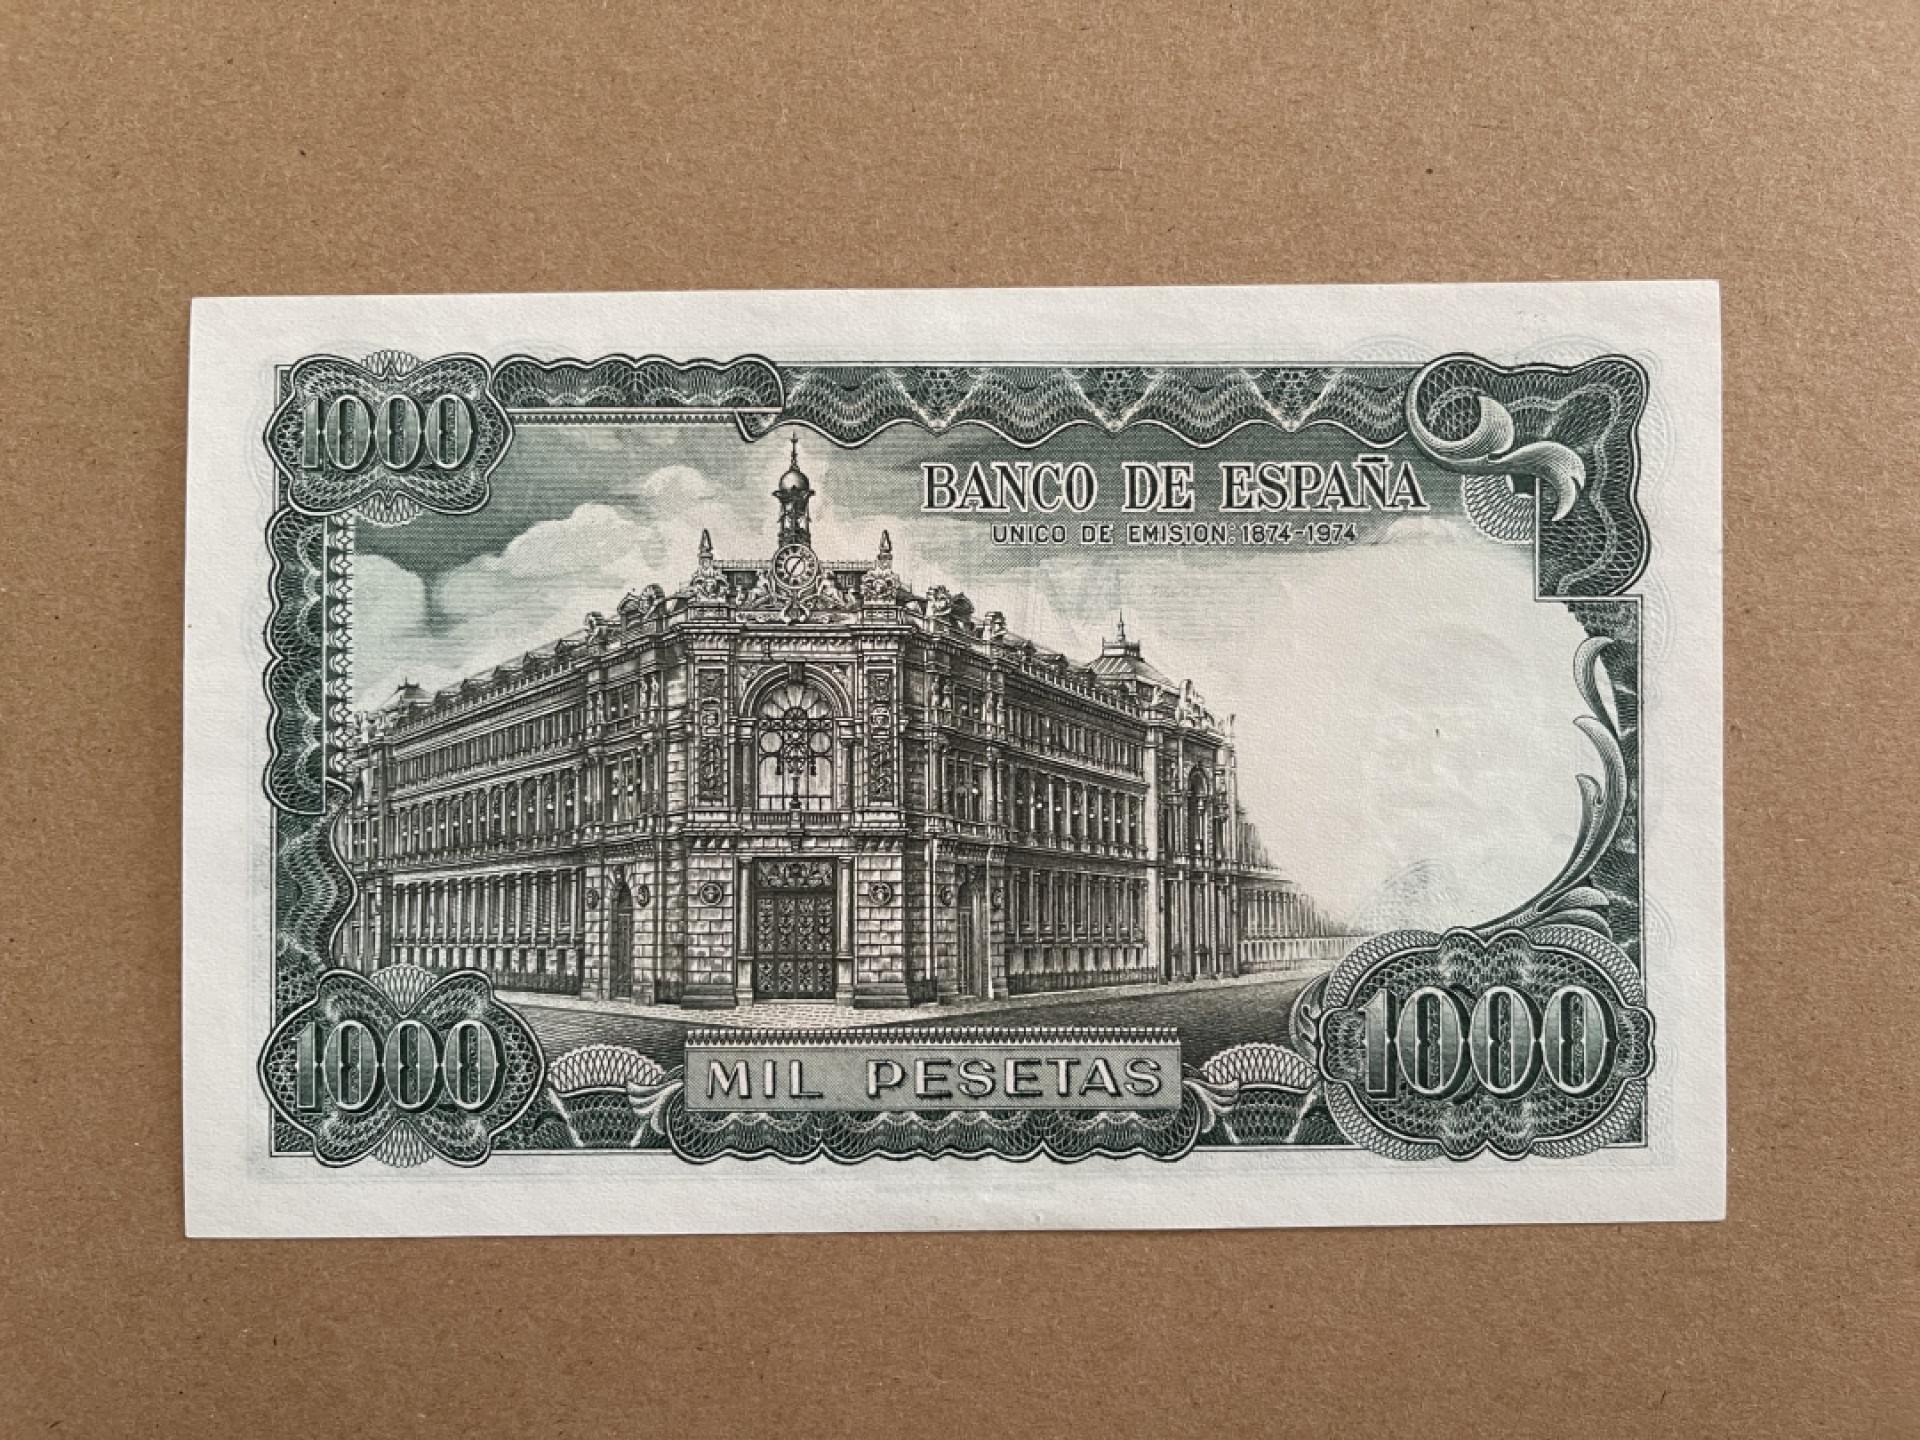 1000
BANCO DE ESPAÑA
UNICO DE EMISION: 1874-1974
1000
MIL PESETAS
1000